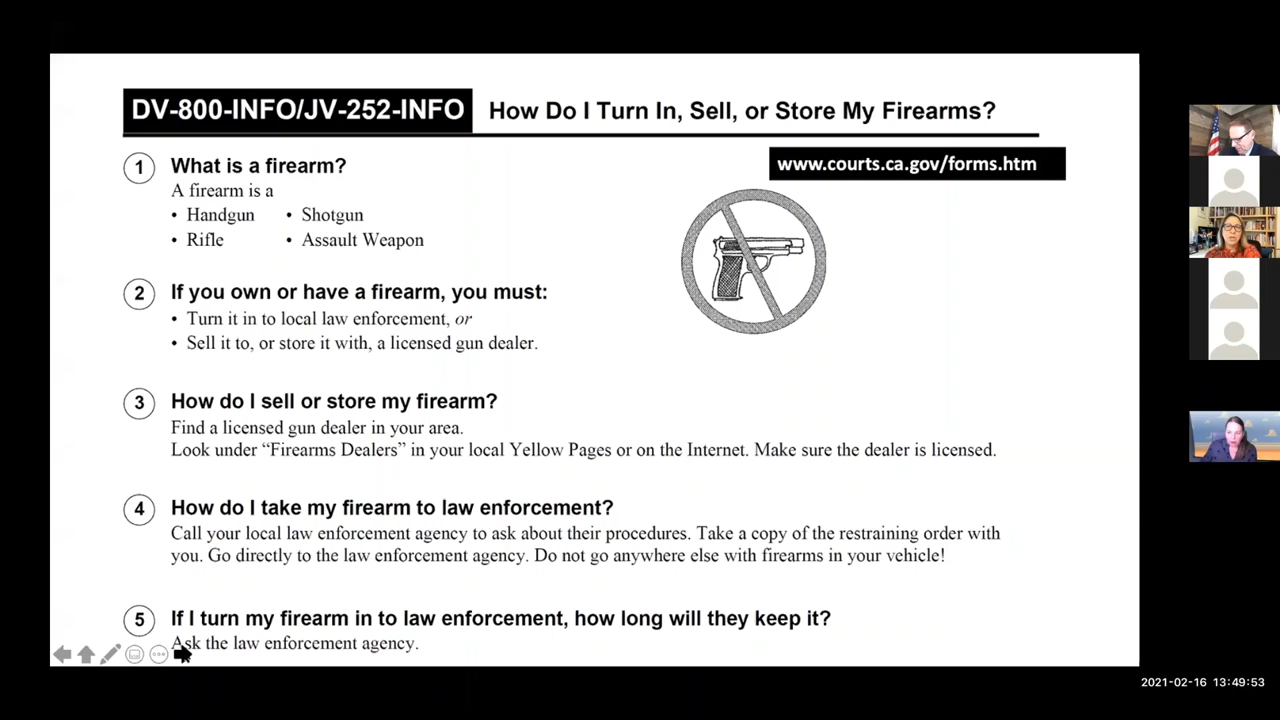 DV-800-INFO/JV-252-INFO How Do I Turn In, Sell, or Store My Firearms?
www.courts.ca.gov/forms.htm
1 What is a firearm?
A firearm is a
• Handgun • Shotgun
• Rifle • Assault Weapon
2 If you own or have a firearm, you must:
• Turn it in to local law enforcement, or
• Sell it to, or store it with, a licensed gun dealer.
3 How do I sell or store my firearm?
Find a licensed gun dealer in your area.
Look under “Firearms Dealers” in your local Yellow Pages or on the Internet. Make sure the dealer is licensed.
4 How do I take my firearm to law enforcement?
Call your local law enforcement agency to ask about their procedures. Take a copy of the restraining order with
you. Go directly to the law enforcement agency. Do not go anywhere else with firearms in your vehicle!
5 If I turn my firearm in to law enforcement, how long will they keep it?
Ask the law enforcement agency.
2021-02-16 13:49:53